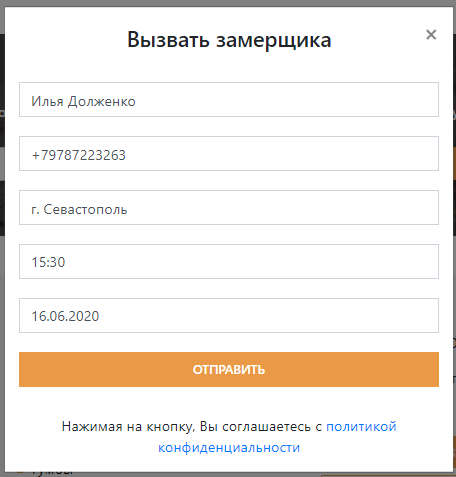 Вызвать замерщика
×
Илья Долженко
+79787223263
г. Севастополь
15:30
16.06.2020
ОТПРАВИТЬ
Нажимая на кнопку, Вы соглашаетесь с политикой
конфиденциальности